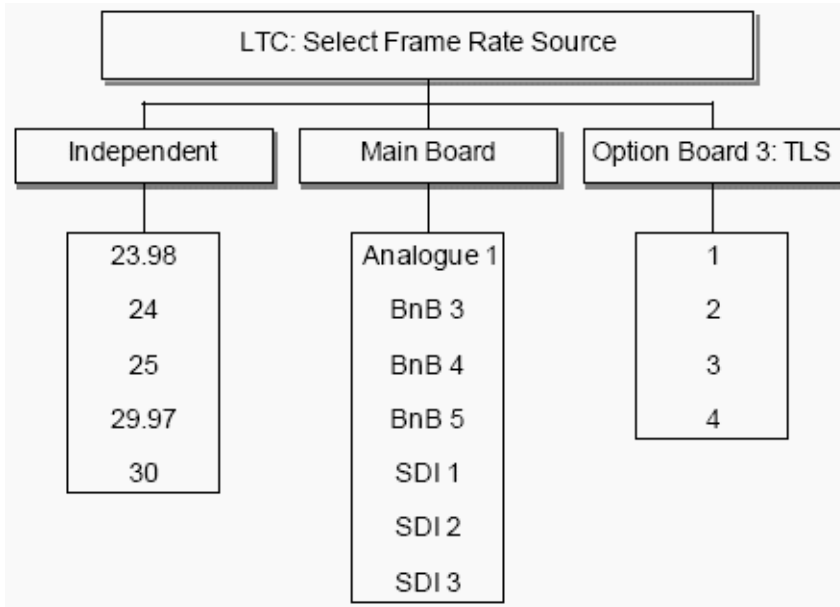 LTC: Select Frame Rate Source
Independent
23.98
24
25
29.97
30
Main Board
Analogue 1
BnB 3
BnB 4
BnB 5
SDI 1
SDI 2
SDI 3
Option Board 3: TLS
1
2
3
4